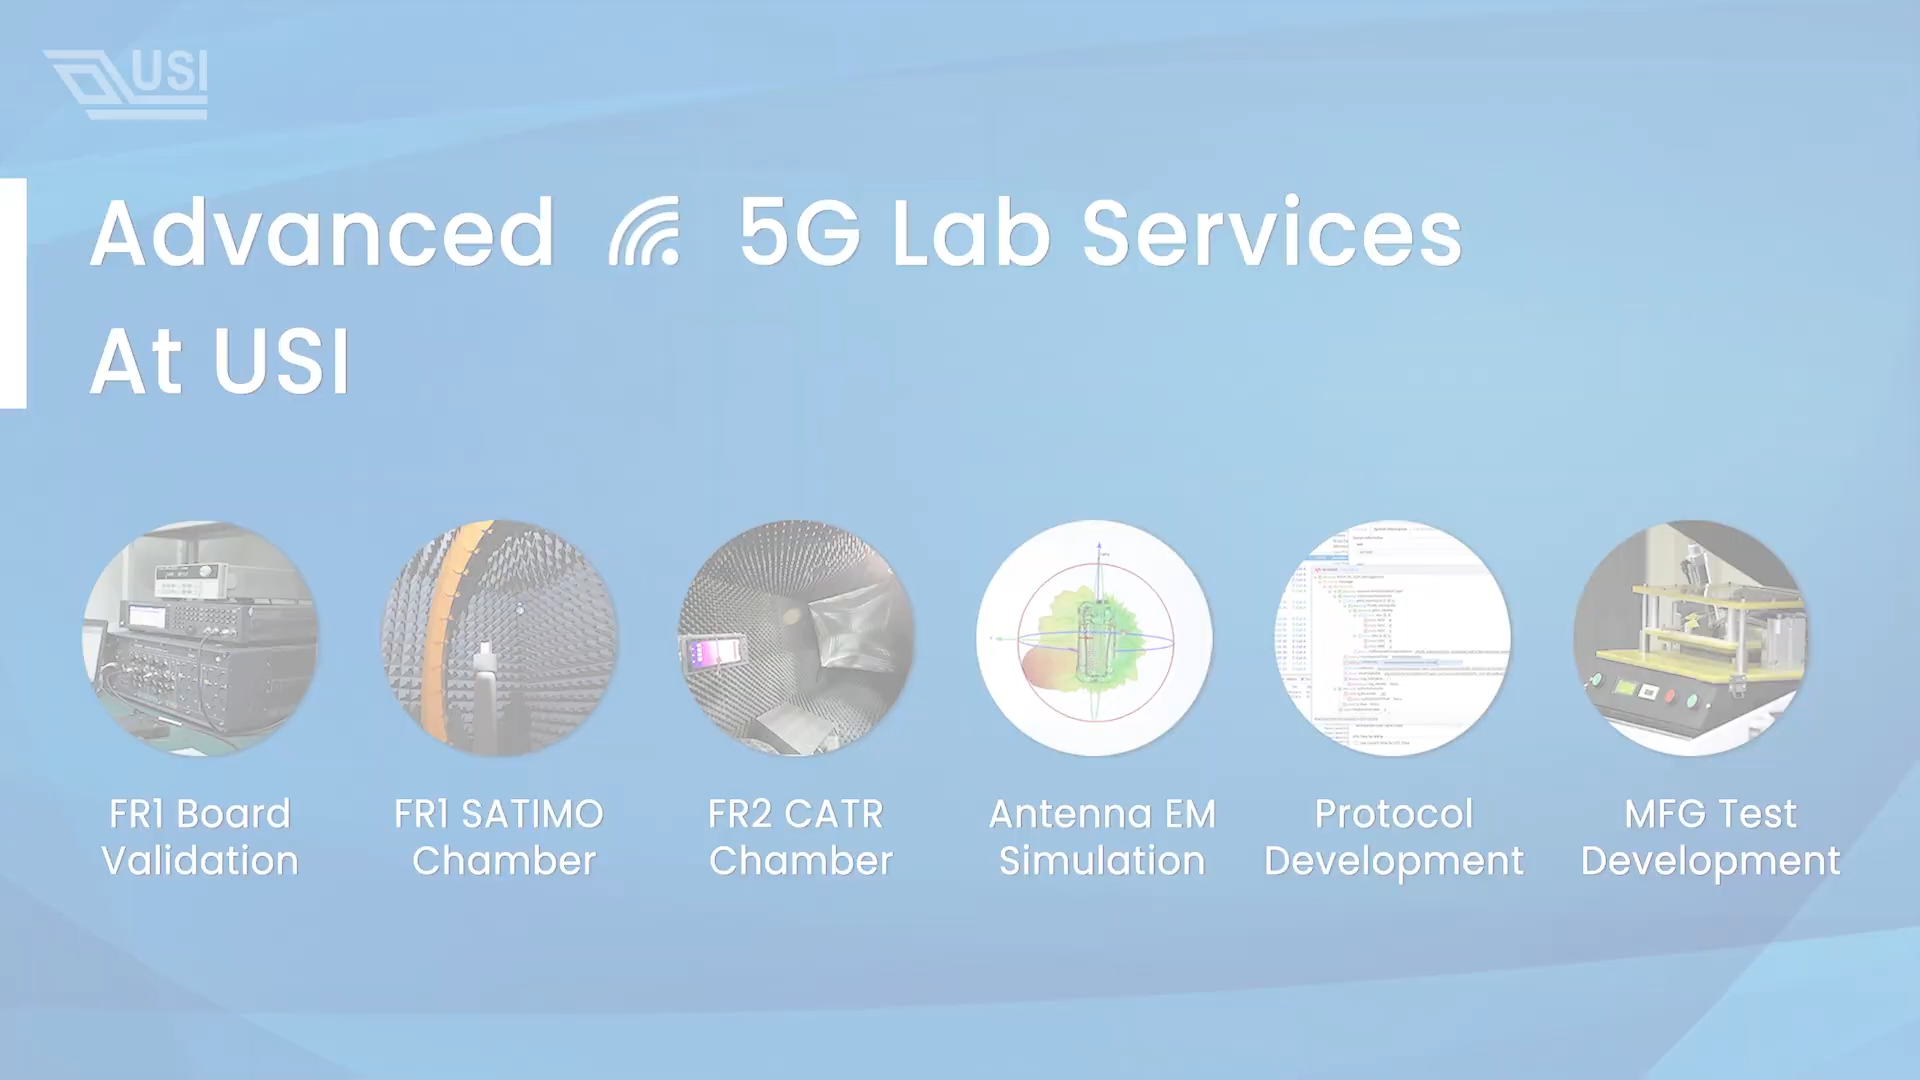 USI
Advanced 5G Lab Services
At USI
FR1 Board
Validation
FR1 SATIMO
Chamber
FR2 CATR
Chamber
Antenna EM
Simulation
Protocol
Development
MFG Test
Development